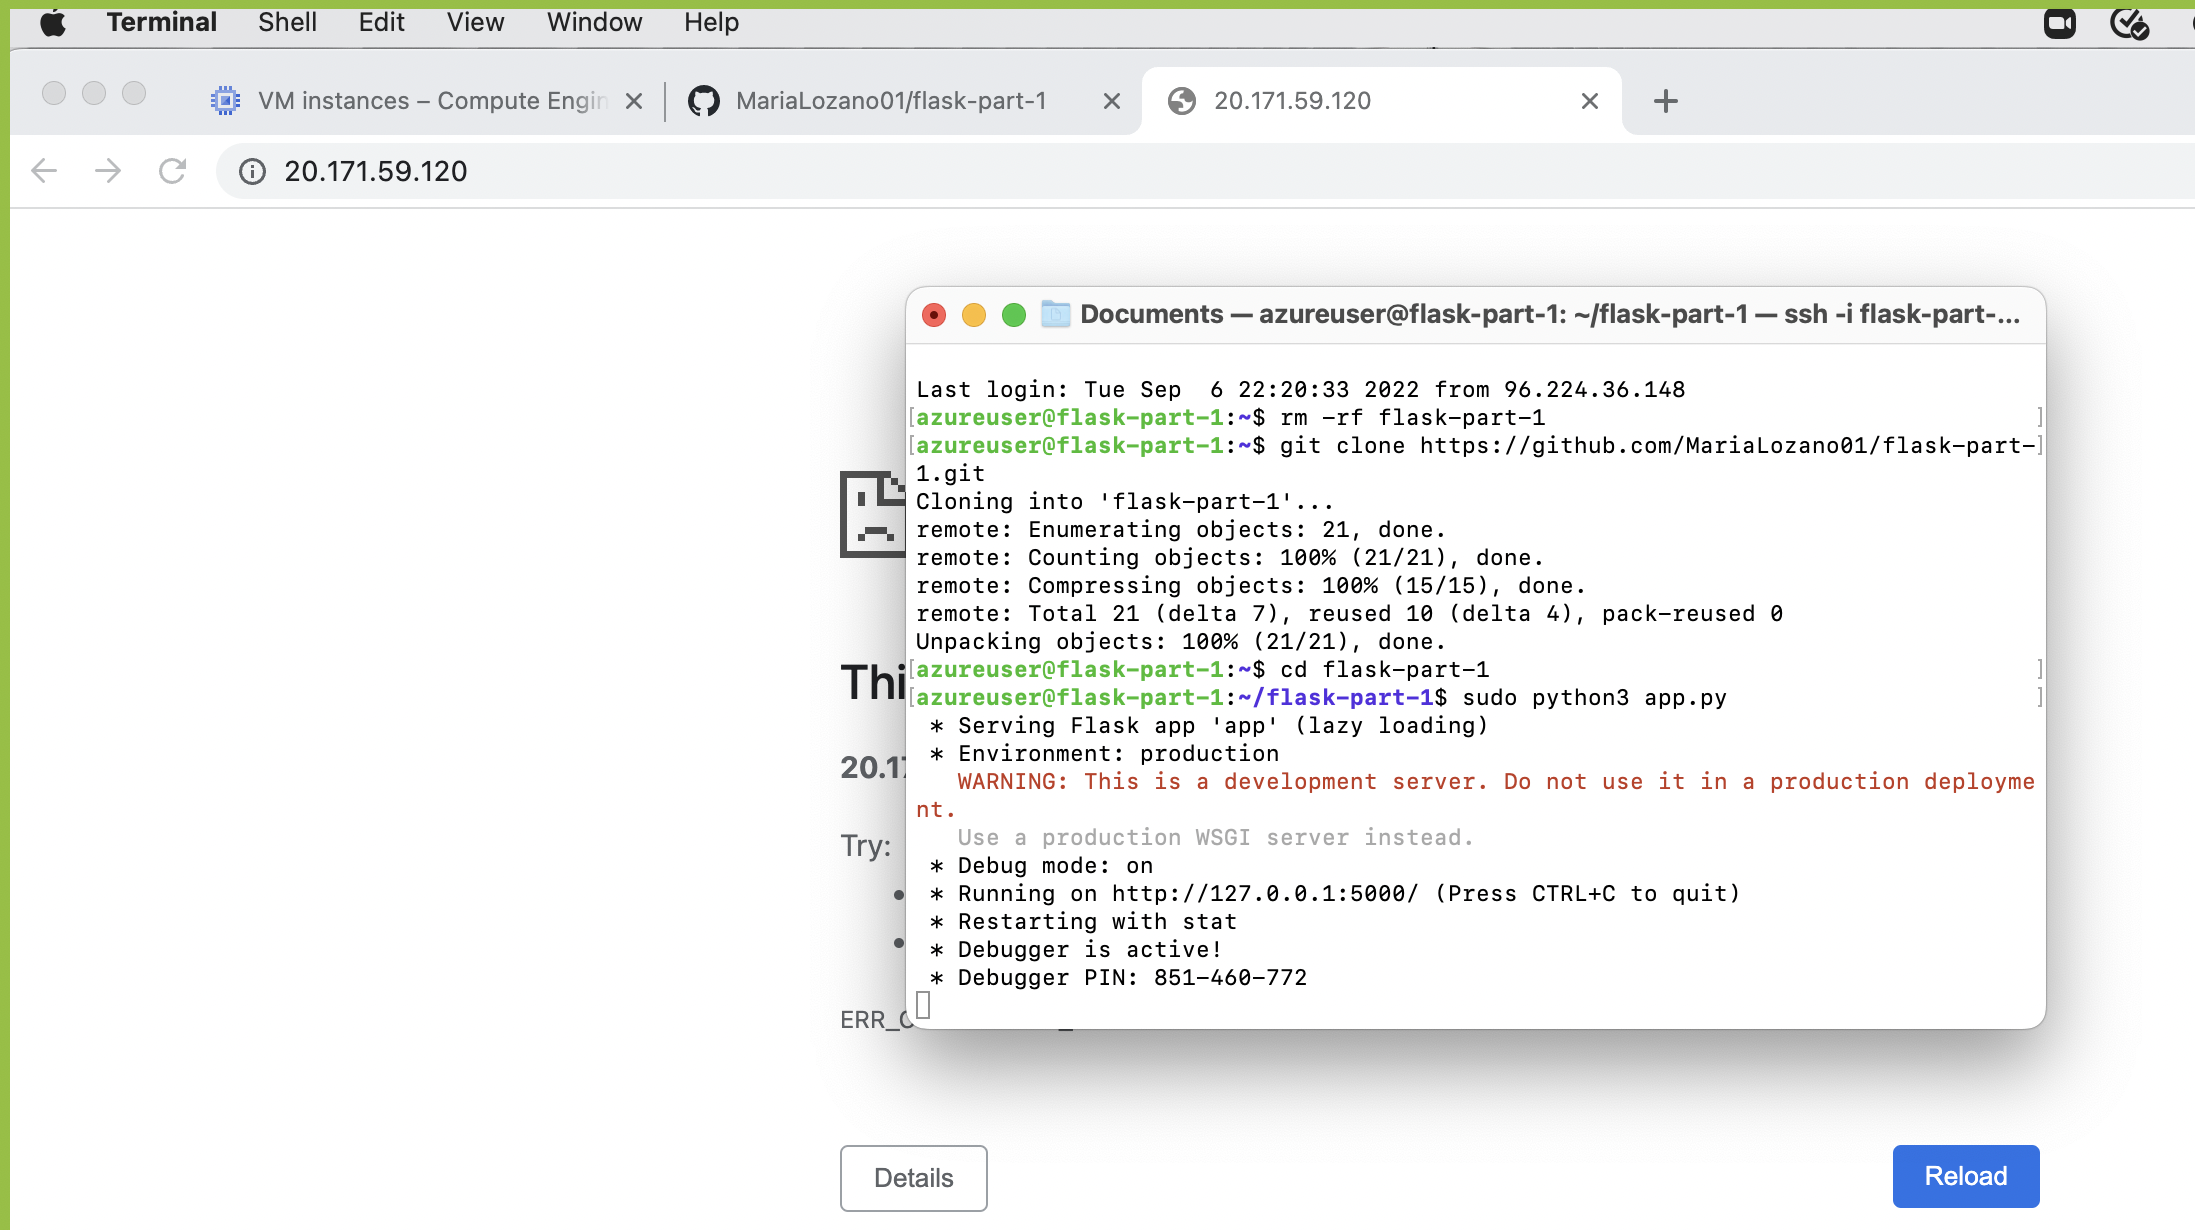 Terminal Shell Edit View Window Help
VM instances – Compute Engin
MariaLozano01/flask-part-1
20.171.59.120
20.171.59.120
Documents — azureuser@flask-part-1: ~/flask-part-1 — ssh -i flask-part-...
Last login: Tue Sep  6 22:20:33 2022 from 96.224.36.148
[azureuser@flask-part-1:~$ rm -rf flask-part-1 ]
[azureuser@flask-part-1:~$ git clone https://github.com/MariaLozano01/flask-part-]
1.git
Cloning into 'flask-part-1'...
remote: Enumerating objects: 21, done.
remote: Counting objects: 100% (21/21), done.
remote: Compressing objects: 100% (15/15), done.
remote: Total 21 (delta 7), reused 10 (delta 4), pack-reused 0
Unpacking objects: 100% (21/21), done.
[azureuser@flask-part-1:~$ cd flask-part-1 ]
[azureuser@flask-part-1:~/flask-part-1$ sudo python3 app.py ]
* Serving Flask app 'app' (lazy loading)
* Environment: production
WARNING: This is a development server. Do not use it in a production deployme
nt.
Use a production WSGI server instead.
* Debug mode: on
* Running on http://127.0.0.1:5000/ (Press CTRL+C to quit)
* Restarting with stat
* Debugger is active!
* Debugger PIN: 851-460-772
Thi
20.17
Try:
ERR_
Details
Reload